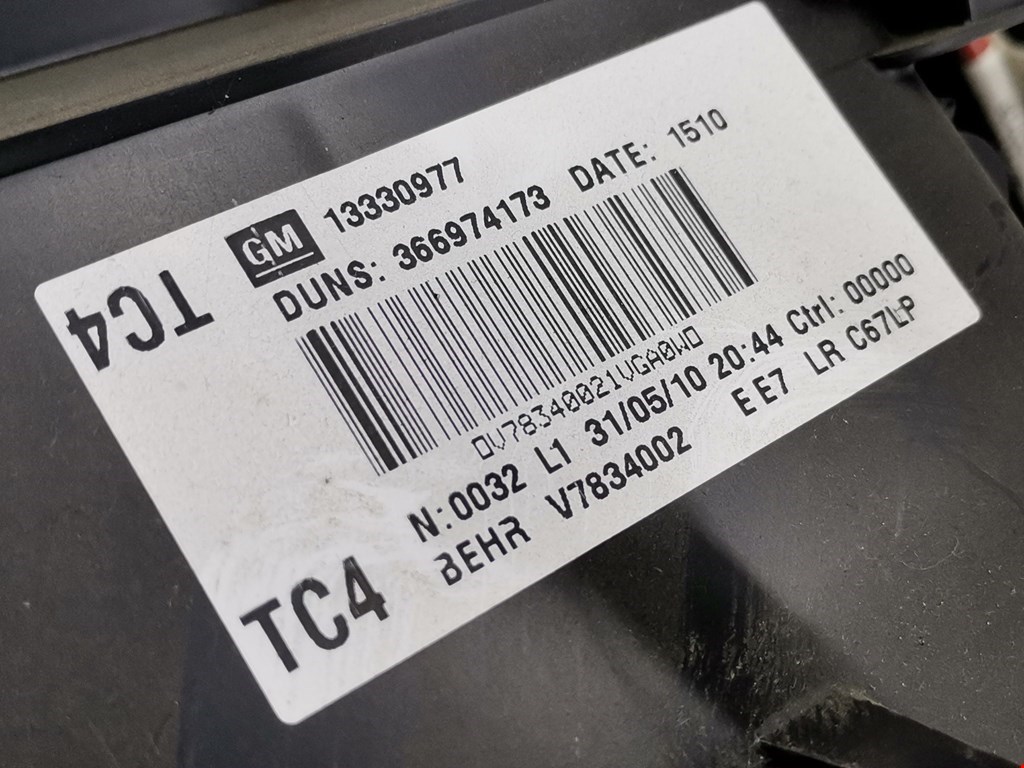 GM 13330977
DUNS: 366974173 DATE: 1510
TC4
0V78340021VGA0W0
N:0032 L1 31/05/10 20:44 Ctrl: 00000
BEHR V7834002 E E7 LR C67LP
TC4